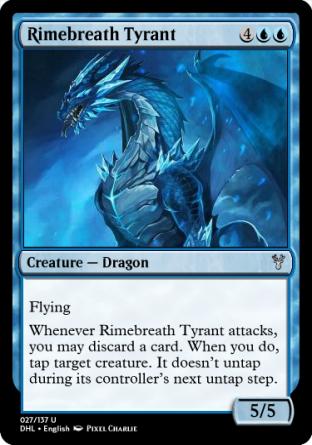 Rimebreath Tyrant 4
Creature — Dragon
Flying
Whenever Rimebreath Tyrant attacks,
you may discard a card. When you do,
tap target creature. It doesn't untap
during its controller's next untap step.
5/5
027/137 U
DHL • English Pixel Charlie